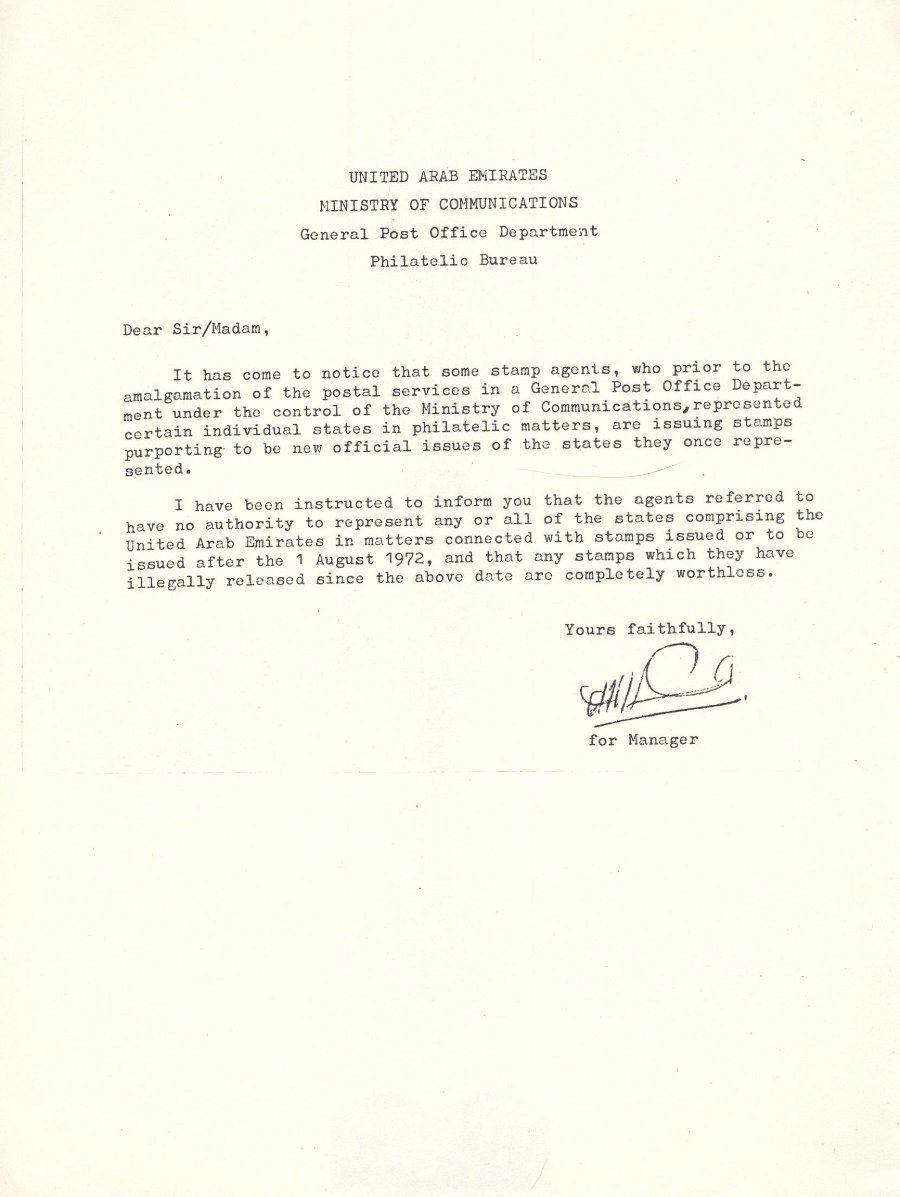 UNITED ARAB EMIRATES
MINISTRY OF COMMUNICATIONS
General Post Office Department
Philatelic Bureau
Dear Sir/Madam,
It has come to notice that some stamp agents, who prior to the
amalgamation of the postal services in a General Post Office Depart-
ment under the control of the Ministry of Communications, represented
certain individual states in philatelic matters, are issuing stamps
purporting to be new official issues of the states they once repre-
sented.
I have been instructed to inform you that the agents referred to
have no authority to represent any or all of the states comprising the
United Arab Emirates in matters connected with stamps issued or to be
issued after the 1 August 1972, and that any stamps which they have
illegally released since the above date are completely worthless.
Yours faithfully,
for Manager